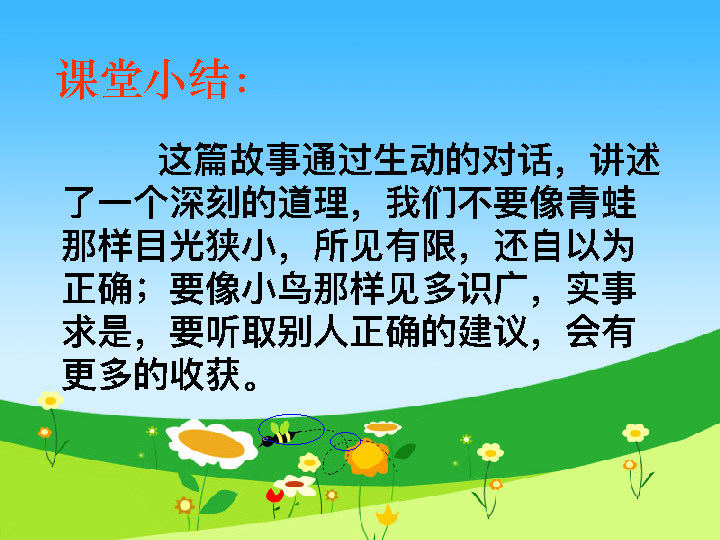 课堂小结：
这篇故事通过生动的对话，讲述
了一个深刻的道理，我们不要像青蛙
那样目光狭小，所见有限，还自以为
正确；要像小鸟那样见多识广，实事
求是，要听取别人正确的建议，会有
更多的收获。